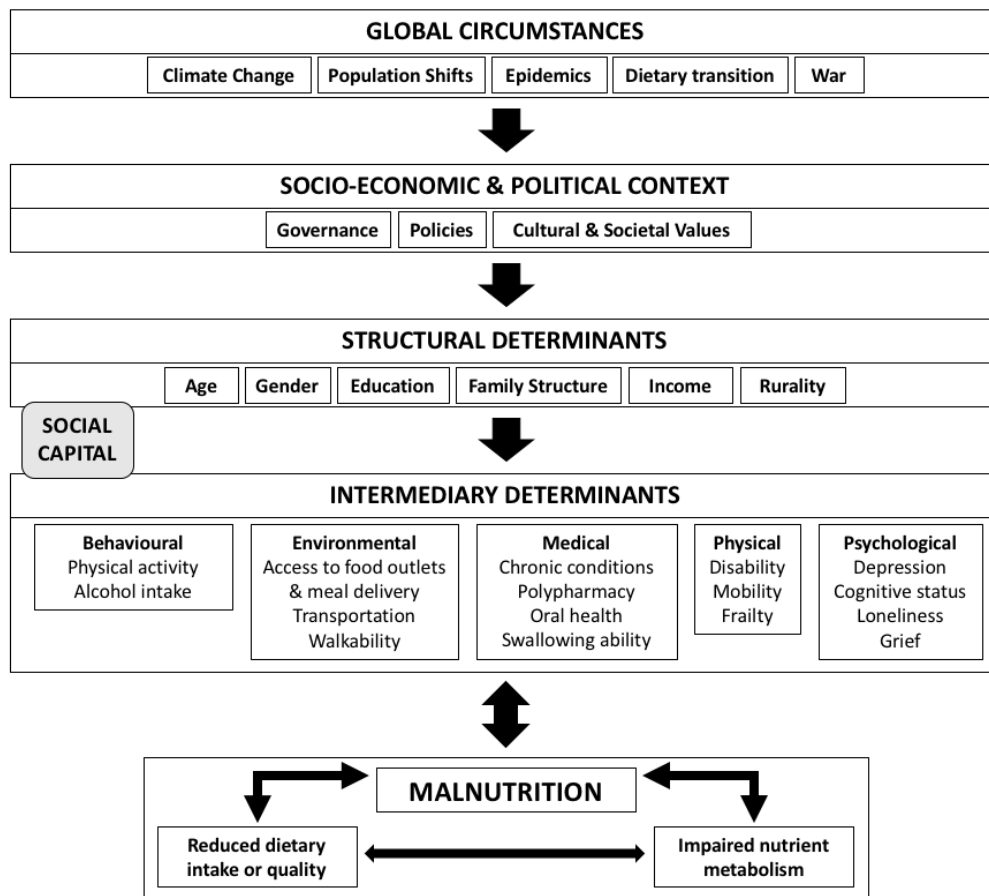 GLOBAL CIRCUMSTANCES
Climate Change
Population Shifts
Epidemics
Dietary transition
War
SOCIO-ECONOMIC & POLITICAL CONTEXT
Governance
Policies
Cultural & Societal Values
STRUCTURAL DETERMINANTS
Age
Gender
Education
Family Structure
Income
Rurality
SOCIAL
CAPITAL
INTERMEDIARY DETERMINANTS
Behavioural
Physical activity
Alcohol intake
Environmental
Access to food outlets
& meal delivery
Transportation
Walkability
Medical
Chronic conditions
Polypharmacy
Oral health
Swallowing ability
Physical
Disability
Mobility
Frailty
Psychological
Depression
Cognitive status
Loneliness
Grief
MALNUTRITION
Reduced dietary
intake or quality
Impaired nutrient
metabolism